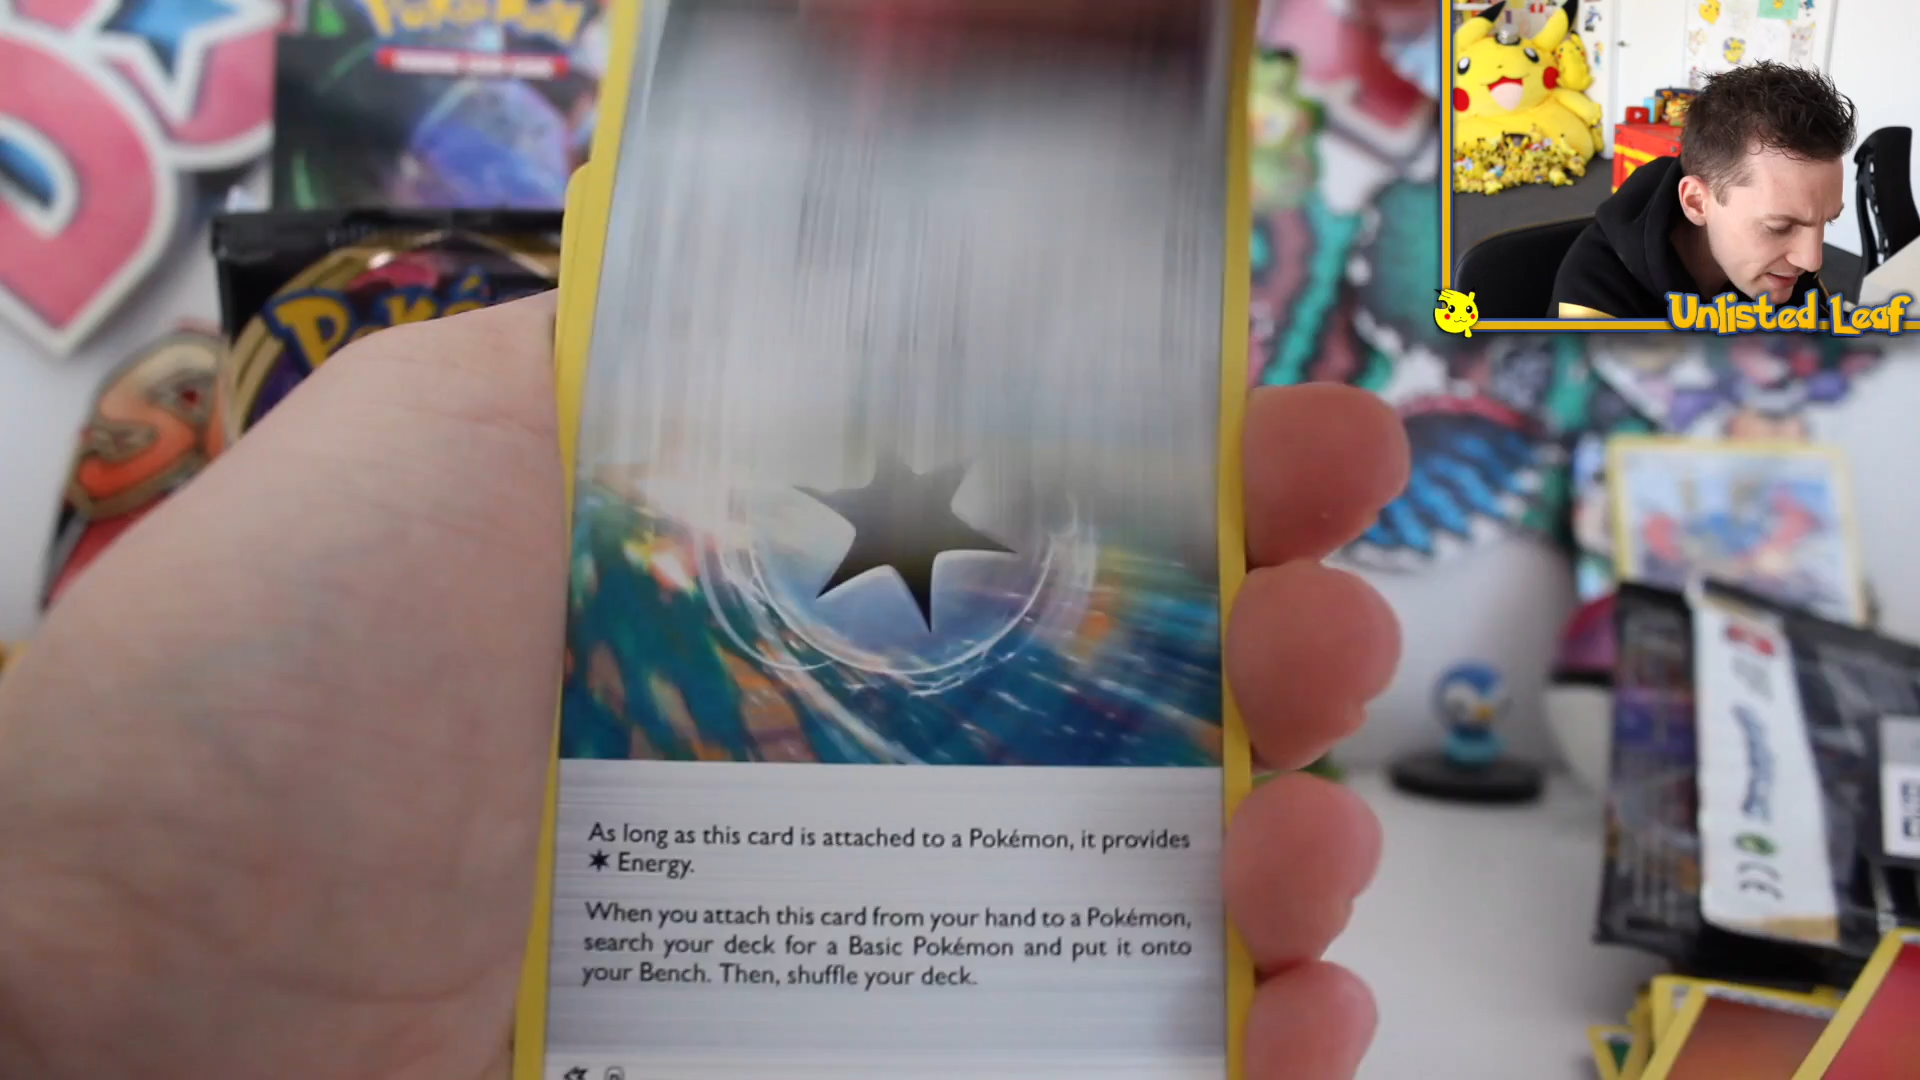 Pokémon
Poké
Unlisted Leaf
As long as this card is attached to a Pokémon, it provides
Energy.
When you attach this card from your hand to a Pokémon,
search your deck for a Basic Pokémon and put it onto
your Bench. Then, shuffle your deck.